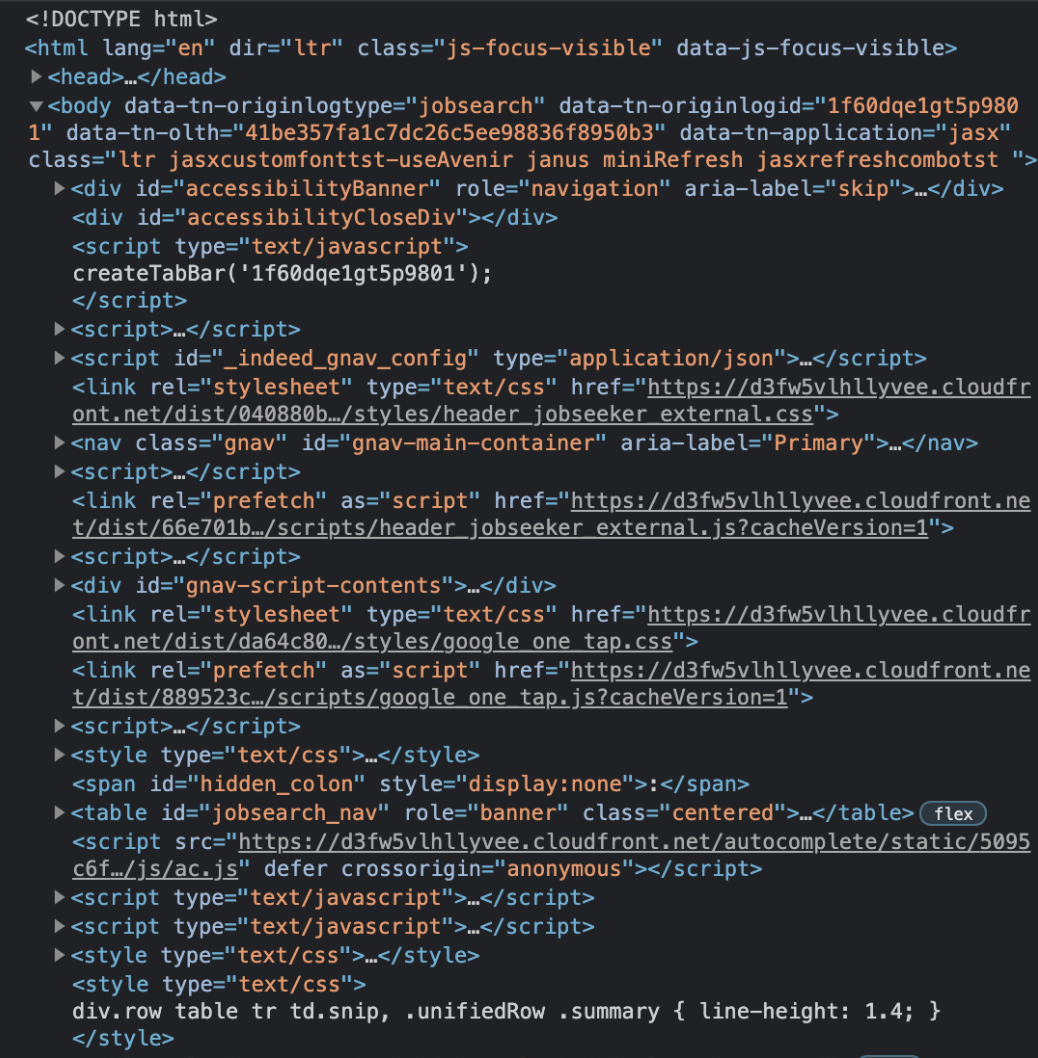 <!DOCTYPE html>
<html lang="en" dir="ltr" class="js-focus-visible" data-js-focus-visible>
<head>…</head>
<body data-tn-originlogtype="jobsearch" data-tn-originlogid="1f60dqe1gt5p980
1" data-tn-olth="41be357fa1c7dc26c5ee98836f8950b3" data-tn-application="jasx"
class="ltr jasxcustomfonttst-useAvenir janus miniRefresh jasxrefreshcombotst ">
<div id="accessibilityBanner" role="navigation" aria-label="skip">…</div>
<div id="accessibilityCloseDiv"></div>
<script type="text/javascript">
createTabBar('1f60dqe1gt5p9801');
</script>
<script>…</script>
<script id="_indeed_gnav_config" type="application/json">…</script>
<link rel="stylesheet" type="text/css" href="https://d3fw5vlhllyvee.cloudfr
ont.net/dist/040880b…/styles/header_jobseeker_external.css">
<nav class="gnav" id="gnav-main-container" aria-label="Primary">…</nav>
<script>…</script>
<link rel="prefetch" as="script" href="https://d3fw5vlhllyvee.cloudfront.ne
t/dist/66e701b…/scripts/header_jobseeker_external.js?cacheVersion=1">
<script>…</script>
<div id="gnav-script-contents">…</div>
<link rel="stylesheet" type="text/css" href="https://d3fw5vlhllyvee.cloudfr
ont.net/dist/da64c80…/styles/google_one_tap.css">
<link rel="prefetch" as="script" href="https://d3fw5vlhllyvee.cloudfront.ne
t/dist/889523c…/scripts/google_one_tap.js?cacheVersion=1">
<script>…</script>
<style type="text/css">…</style>
<span id="hidden_colon" style="display:none">:</span>
<table id="jobsearch_nav" role="banner" class="centered">…</table> flex
<script src="https://d3fw5vlhllyvee.cloudfront.net/autocomplete/static/5095
c6f…/js/ac.js" defer crossorigin="anonymous"></script>
<script type="text/javascript">…</script>
<script type="text/javascript">…</script>
<style type="text/css">…</style>
<style type="text/css">
div.row table tr td.snip, .unifiedRow .summary { line-height: 1.4; }
</style>